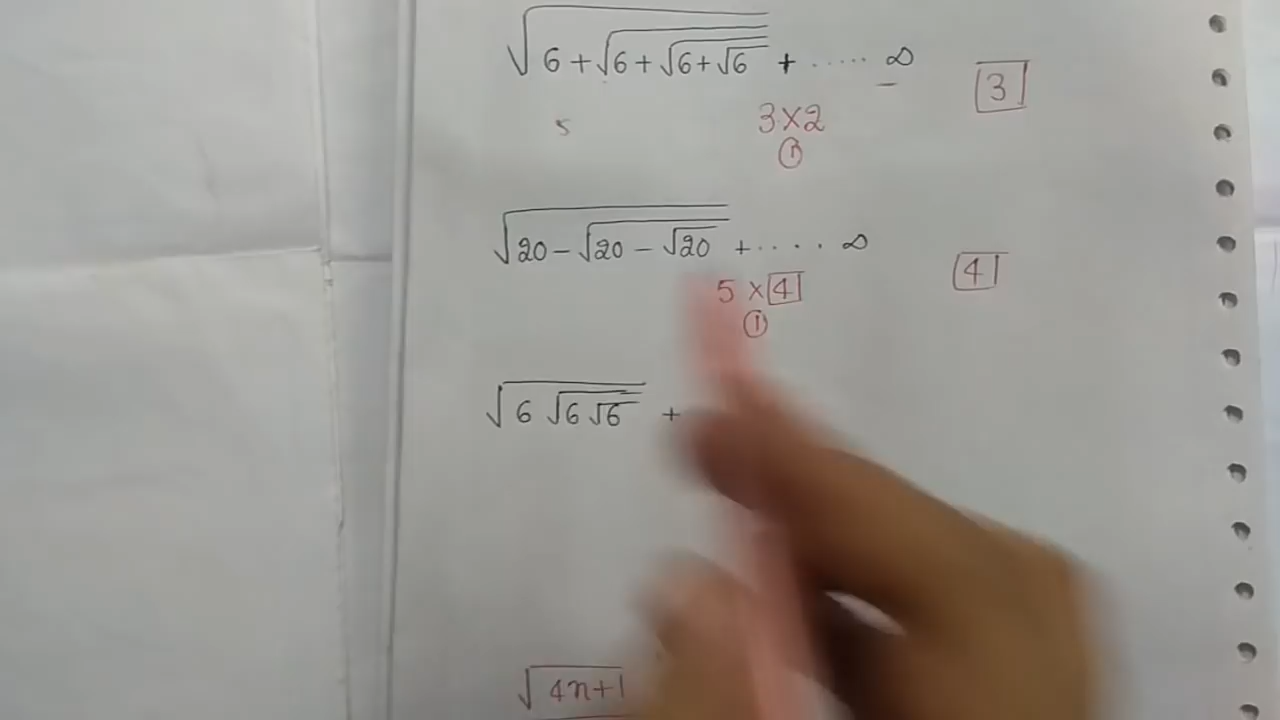 √6+√6+√6+√6 + ..... ∞ 3
5 3×2
1
√20-√20-√20 +.... ∞
5 ×4 4
1
√6 √6√6 +
√4n+1